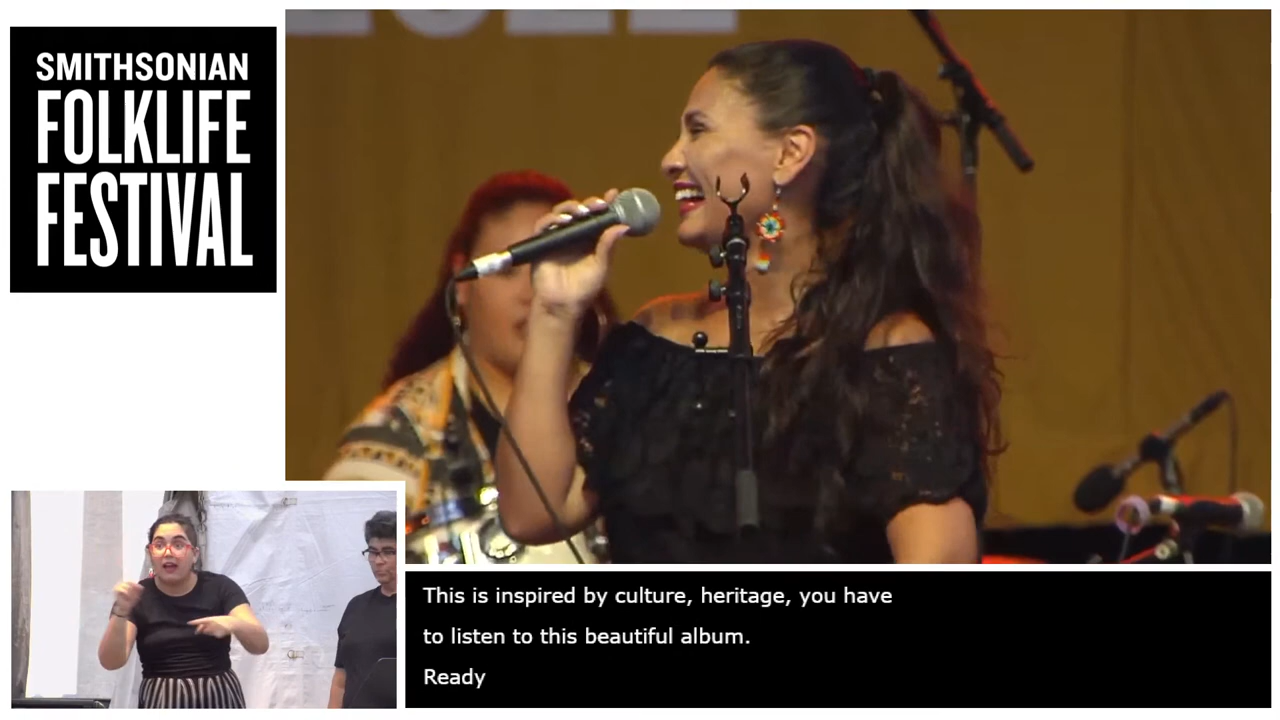 SMITHSONIAN
FOLKLIFE
FESTIVAL
This is inspired by culture, heritage, you have
to listen to this beautiful album.
Ready